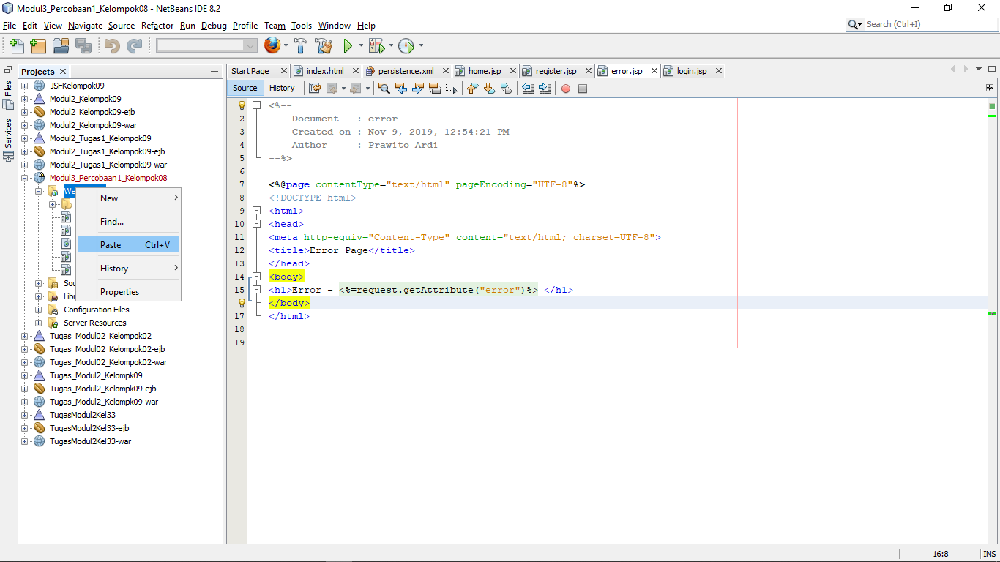 Modul3_Percobaan1_Kelompok08 - NetBeans IDE 8.2
File Edit View Navigate Source Refactor Run Debug Profile Team Tools Window Help
Search (Ctrl+I)
Files
Services
Projects
JSFKelompok09
Modul2_Kelompok09
Modul2_Kelompok09-ejb
Modul2_Kelompok09-war
Modul2_Tugas1_Kelompok09
Modul2_Tugas1_Kelompok09-ejb
Modul2_Tugas1_Kelompok09-war
Modul3_Percobaan1_Kelompok08
We
Sou
Libr
Configuration Files
Server Resources
Tugas_Modul02_Kelompok02
Tugas_Modul02_Kelompok02-ejb
Tugas_Modul02_Kelompok02-war
Tugas_Modul2_Kelompk09
Tugas_Modul2_Kelompk09-ejb
Tugas_Modul2_Kelompk09-war
TugasModul2Kel33
TugasModul2Kel33-ejb
TugasModul2Kel33-war
New
Find...
Paste Ctrl+V
History
Properties
Start Page index.html persistence.xml home.jsp register.jsp error.jsp login.jsp
Source History
<%--
2 Document : error
3 Created on : Nov 9, 2019, 12:54:21 PM
4 Author : Prawito Ardi
5 --%>
6
7 <%@page contentType="text/html" pageEncoding="UTF-8"%>
8 <!DOCTYPE html>
9 <html>
10 <head>
11 <meta http-equiv="Content-Type" content="text/html; charset=UTF-8">
12 <title>Error Page</title>
13 </head>
14 <body>
15 <h1>Error - <%=request.getAttribute("error")%> </h1>
</body>
17 </html>
18
19
16:8 INS